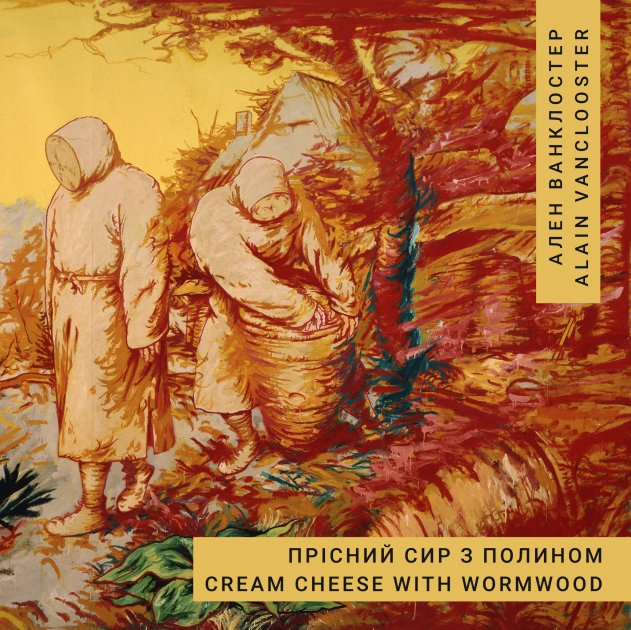 АЛЕН ВАНКЛОСТЕР
ALAIN VANCLOOSTER
ПРІСНИЙ СИР З ПОЛИНОМ
CREAM CHEESE WITH WORMWOOD